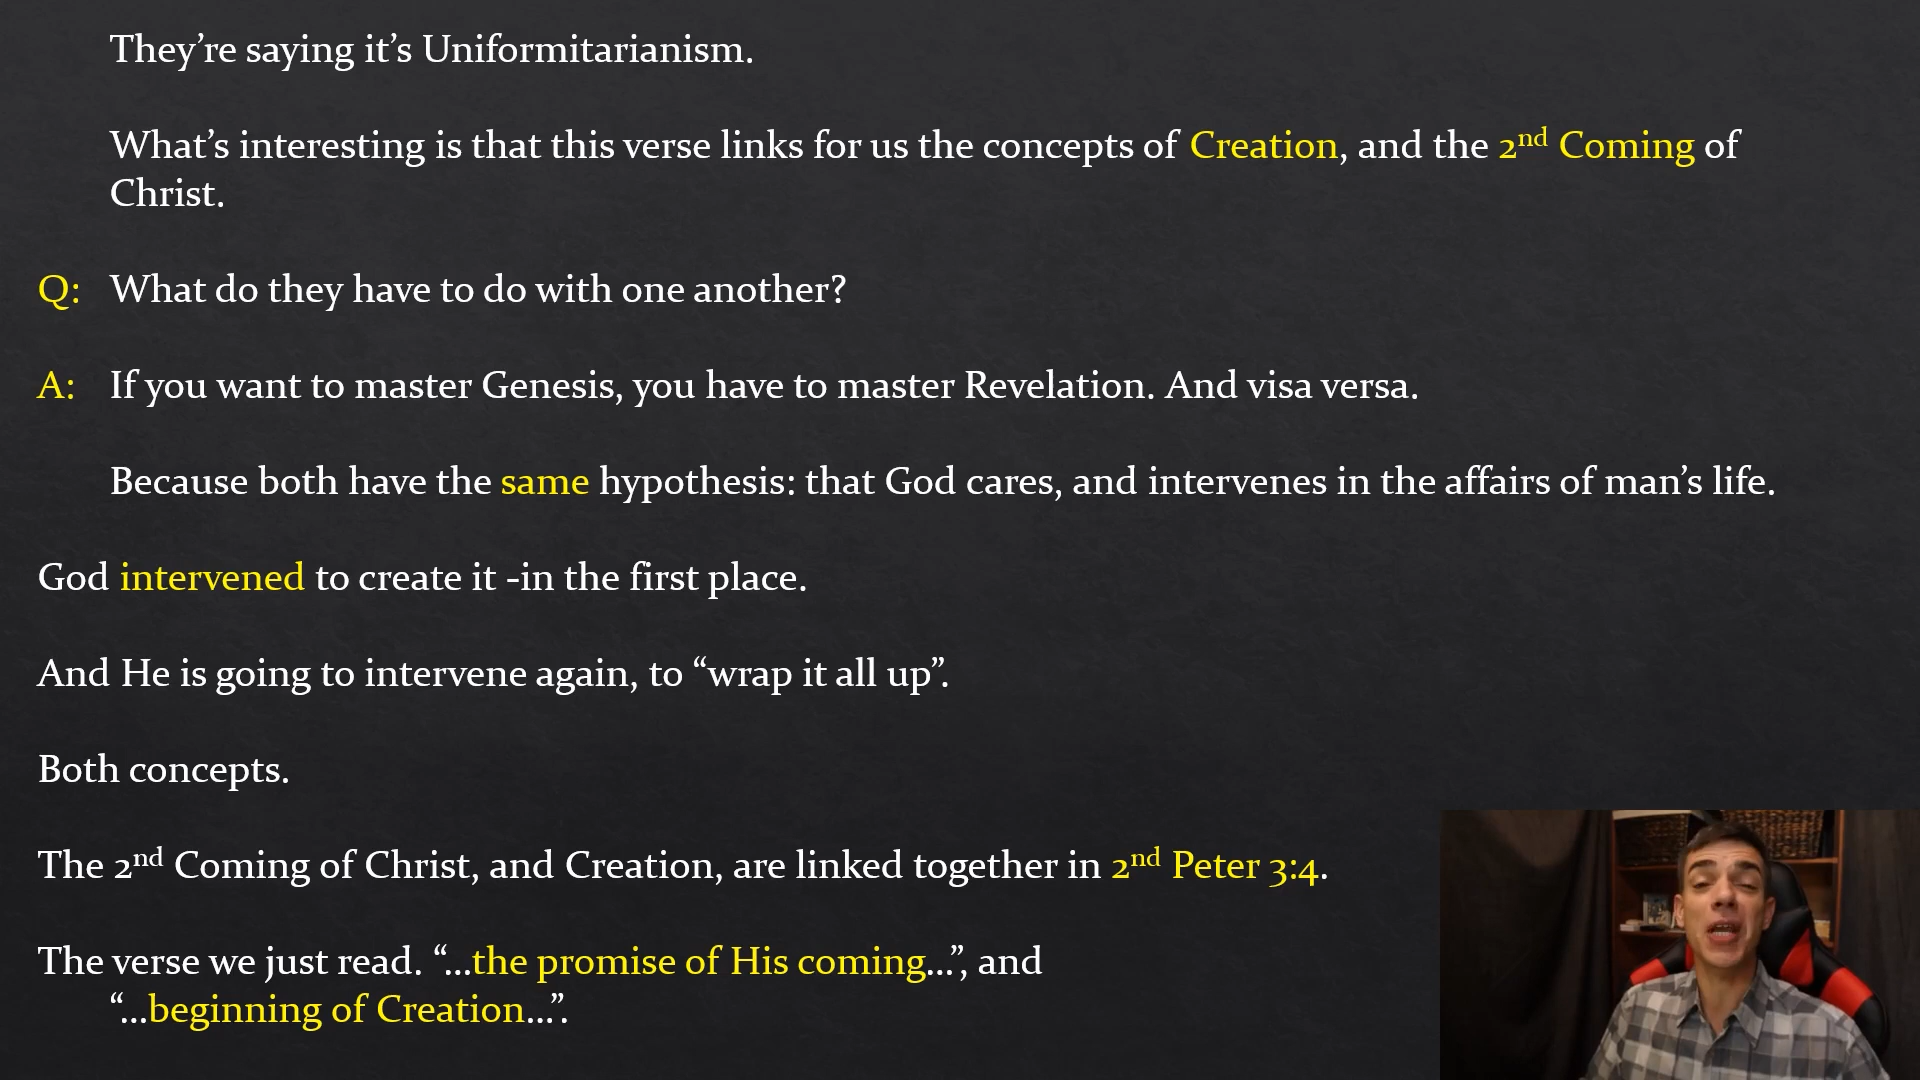 They’re saying it’s Uniformitarianism.
What’s interesting is that this verse links for us the concepts of Creation, and the 2nd Coming of
Christ.
Q: What do they have to do with one another?
A: If you want to master Genesis, you have to master Revelation. And visa versa.
Because both have the same hypothesis: that God cares, and intervenes in the affairs of man’s life.
God intervened to create it -in the first place.
And He is going to intervene again, to “wrap it all up”.
Both concepts.
The 2nd Coming of Christ, and Creation, are linked together in 2nd Peter 3:4.
The verse we just read. “…the promise of His coming…”, and
“…beginning of Creation…”.